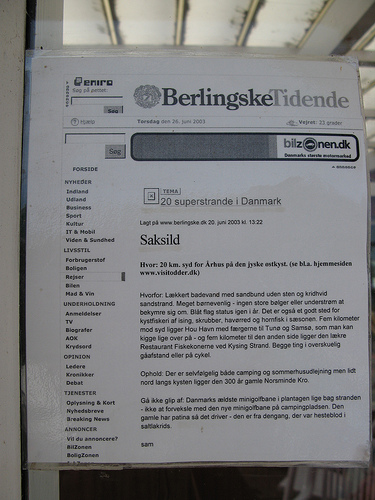 eniro
Søg på nettet:
Søg
BerlingskeTidende
Torsdag den 26. juni 2003
Vejret: 23 grader
Søg
bilzonen.dk
Danmarks største motormarked
FORSIDE
TEMA
20 superstrande i Danmark
NYHEDER
Indland
Udland
Business
Sport
Kultur
IT & Mobil
Viden & Sundhed
LIVSSTIL
Forbrugerstof
Boligen
Rejser
Bilen
Mad & Vin
UNDERHOLDNING
Anmeldelser
TV
Biografer
AOK
Krydsord
OPINION
Ledere
Kronikker
Debat
TJENESTER
Oplysning & Kort
Nyhedsbreve
Breaking News
ANNONCER
Vil du annoncere?
BilZonen
BoligZonen
Lagt på www.berlingske.dk 20. juni 2003 kl. 13:22
Saksild
Hvor: 20 km. syd for Århus på den jyske østkyst. (se bl.a. hjemmesiden
www.visitodder.dk)
Hvorfor: Lækkert badevand med sandbund uden sten og kridhvid
sandstrand. Meget børnevenlig - ingen store bølger eller understrøm at
bekymre sig om. Blåt flag status igen i år. Det er også et godt sted for
kystfiskeri af ising, skrubber, havørred og hornfisk i sæsonen. Fem kilometer
mod syd ligger Hou Havn med færgerne til Tunø og Samsø, som man kan
kigge lige over på - og fem kilometer til den anden side ligger den lækre
Restaurant Fiskekonerne ved Kysing Strand. Begge ting i overskuelig
gåafstand eller på cykel.
Ophold: Der er selvfølgelig både camping og sommerhusudlejning men lidt
nord langs kysten ligger den 300 år gamle Norsminde Kro.
Gå ikke glip af: Danmarks ældste minigolfbane i plantagen lige bag stranden
- ikke at forveksle med den nye minigolfbane på campingpladsen. Den
gamle har patina så det driver - den er fra dengang, der var hesteblod i
saltlakrids.
sam